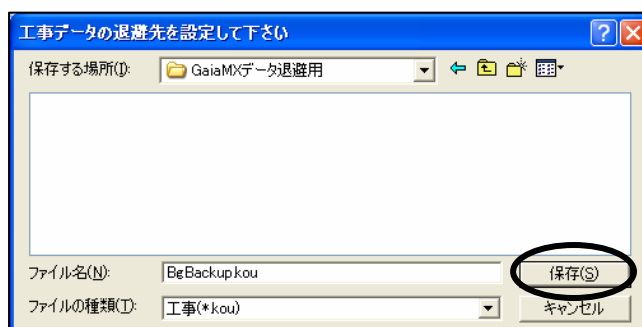 工事データの退避先を設定して下さい
保存する場所(I): GaiaMXデータ退避用
ファイル名(N): BgBackup.kou 保存(S)
ファイルの種類(T): 工事(*kou) キャンセル